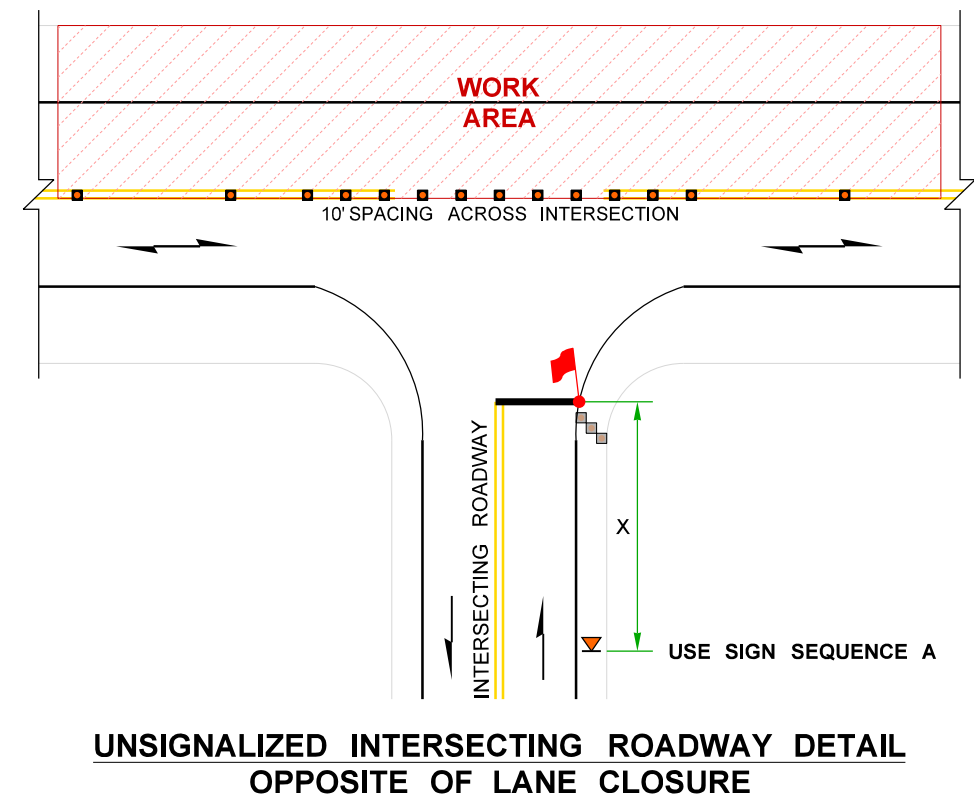 WORK
AREA
10' SPACING ACROSS INTERSECTION
INTERSECTING ROADWAY
X
USE SIGN SEQUENCE A
UNSIGNALIZED INTERSECTING ROADWAY DETAIL
OPPOSITE OF LANE CLOSURE